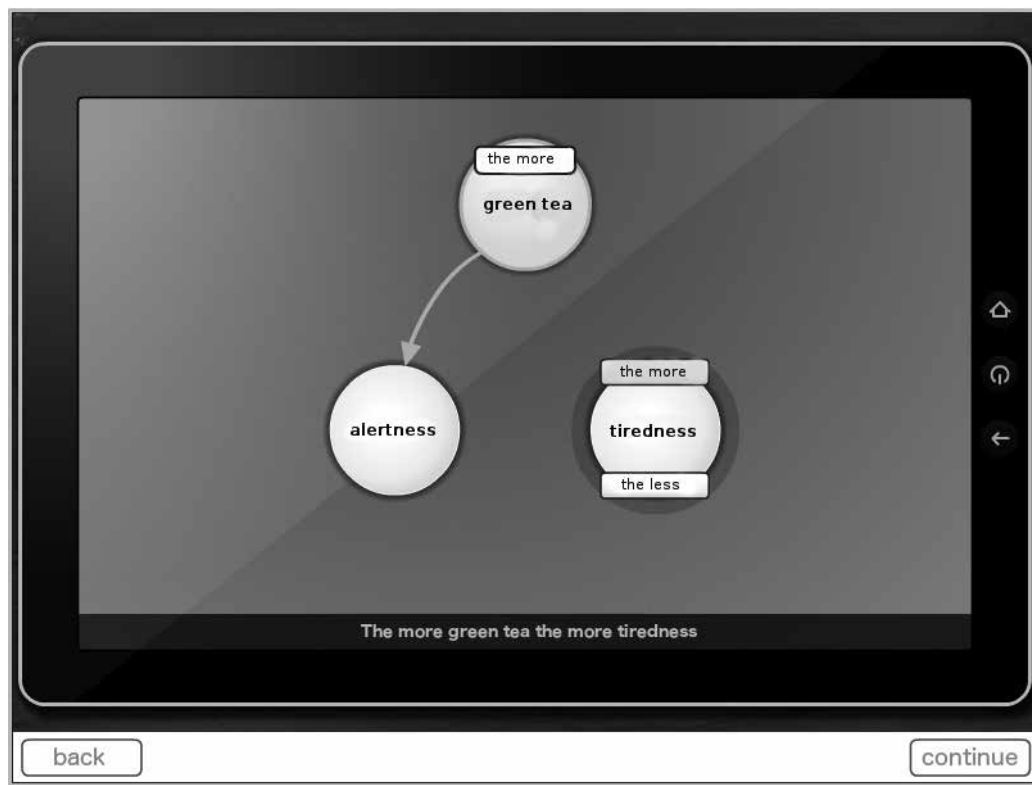 the more
green tea
the more
alertness
tiredness
the less
The more green tea the more tiredness
back
continue